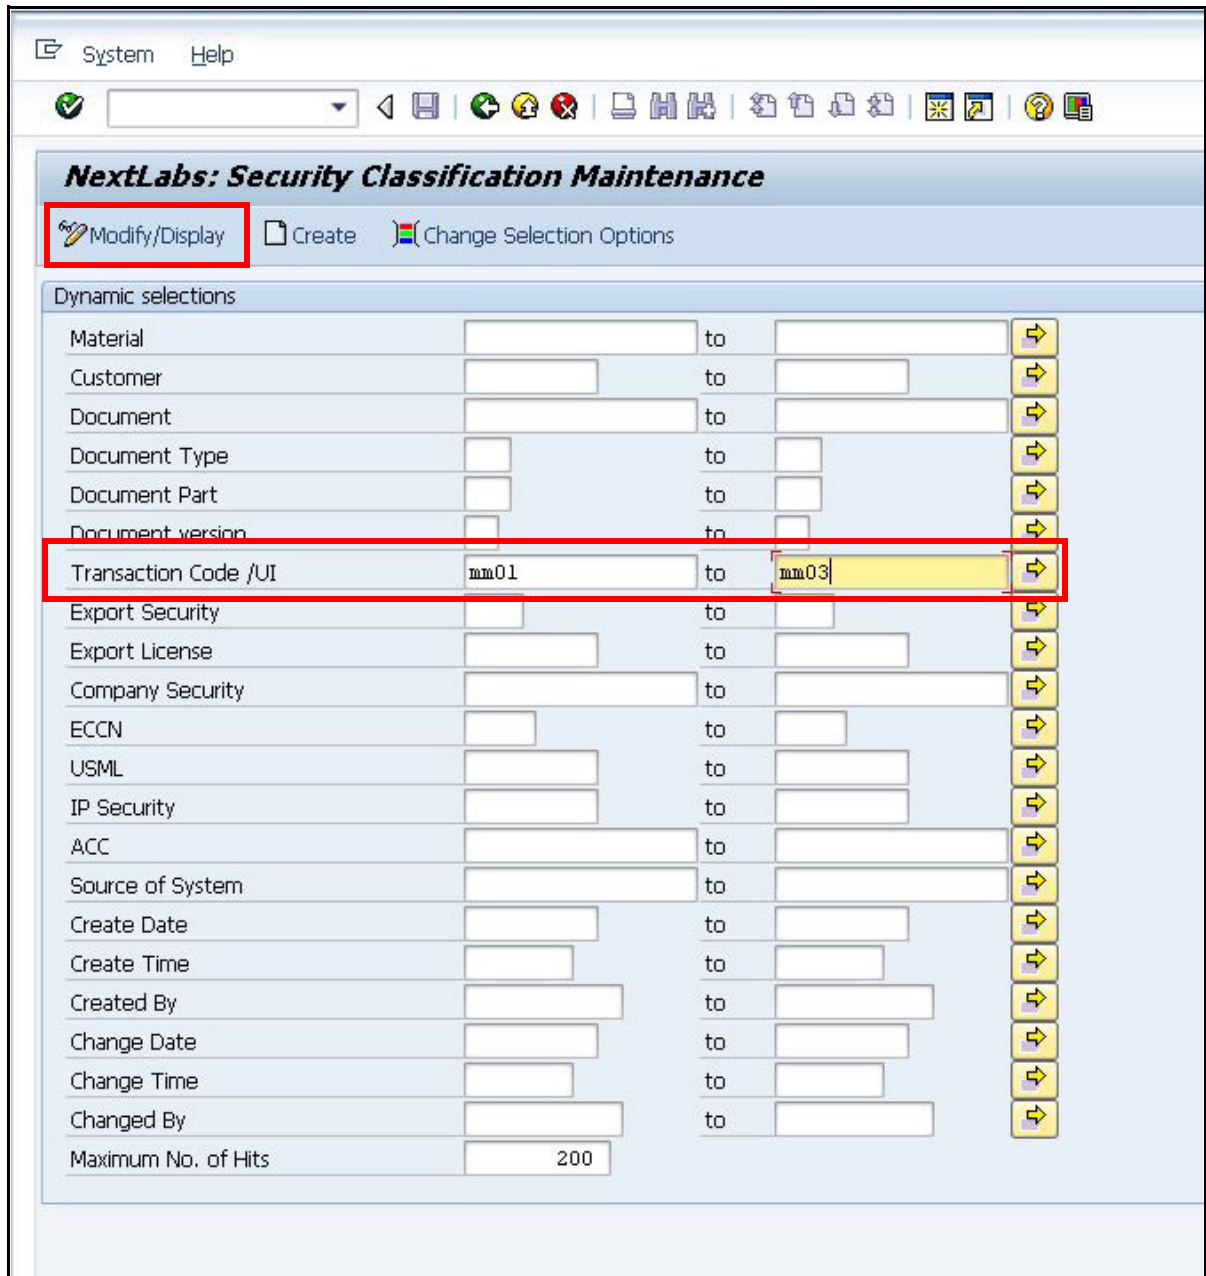 System Help
NextLabs: Security Classification Maintenance
Modify/Display Create Change Selection Options
Dynamic selections
Material to
Customer to
Document to
Document Type to
Document Part to
Document version to
Transaction Code /UI mm01 to mm03
Export Security to
Export License to
Company Security to
ECCN to
USML to
IP Security to
ACC to
Source of System to
Create Date to
Create Time to
Created By to
Change Date to
Change Time to
Changed By to
Maximum No. of Hits 200